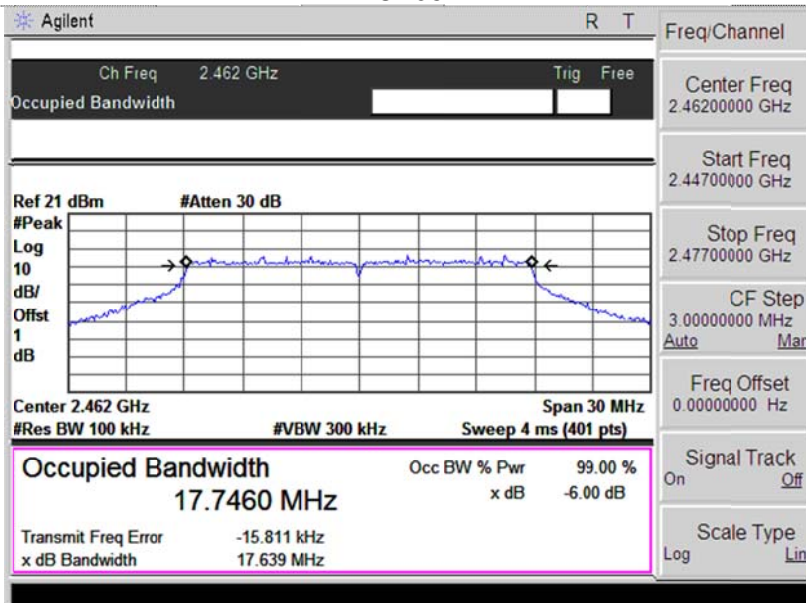 Agilent R T
Ch Freq 2.462 GHz Trig Free
Occupied Bandwidth
Ref 21 dBm #Atten 30 dB
#Peak
Log
10
dB/
Offst
1
dB
Center 2.462 GHz Span 30 MHz
#Res BW 100 kHz #VBW 300 kHz Sweep 4 ms (401 pts)
Occupied Bandwidth Occ BW % Pwr 99.00 %
17.7460 MHz x dB -6.00 dB
Transmit Freq Error -15.811 kHz
x dB Bandwidth 17.639 MHz
Freq/Channel
Center Freq
2.46200000 GHz
Start Freq
2.44700000 GHz
Stop Freq
2.47700000 GHz
CF Step
3.00000000 MHz
Auto Man
Freq Offset
0.00000000 Hz
Signal Track
On Off
Scale Type
Log Lin